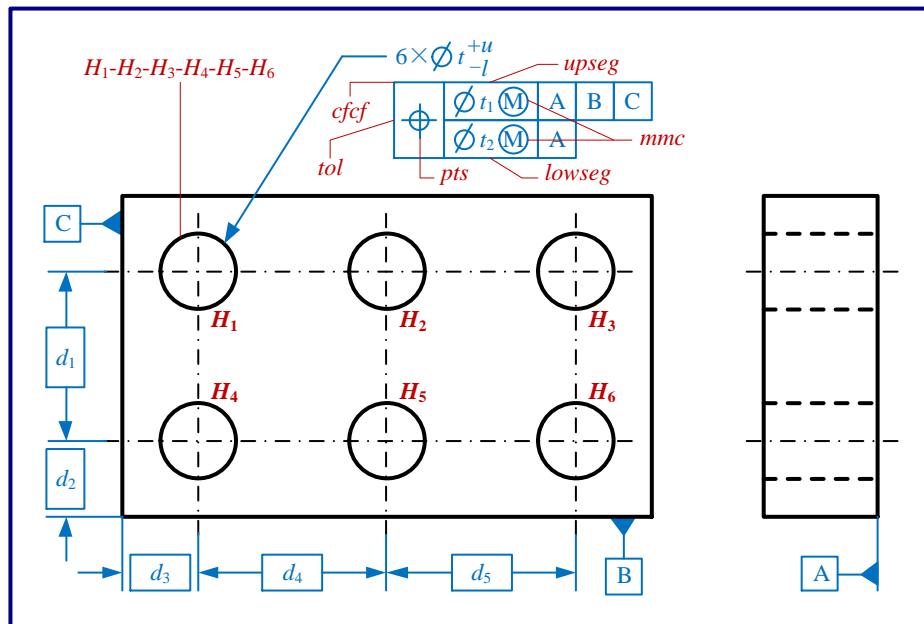 6×⌀ t +u -l
upseg
H1-H2-H3-H4-H5-H6
cfcf
⌀ t1 Ⓜ A B C
⌀ t2 Ⓜ A
mmc
tol
pts
lowseg
C
H1 H2 H3
d1
H4 H5 H6
d2
d3 d4 d5 B A